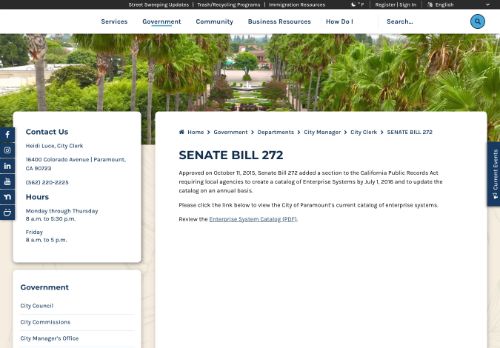 Street Sweeping Updates | Trash/Recycling Programs | Immigration Resources
°F | Register | Sign In
English
Services Government Community Business Resources How Do I
Search...
Contact Us
Heidi Luce, City Clerk
16400 Colorado Avenue | Paramount,
CA 90723
(562) 220-2225
Hours
Monday through Thursday
8 a.m. to 5:30 p.m.
Friday
8 a.m. to 5 p.m.
Government
City Council
City Commissions
City Manager's Office
Home > Government > Departments > City Manager > City Clerk > SENATE BILL 272
SENATE BILL 272
Approved on October 11, 2015, Senate Bill 272 added a section to the California Public Records Act
requiring local agencies to create a catalog of Enterprise Systems by July 1, 2016 and to update the
catalog on an annual basis.
Please click the link below to view the City of Paramount's current catalog of enterprise systems.
Review the Enterprise System Catalog (PDF).
Current Events